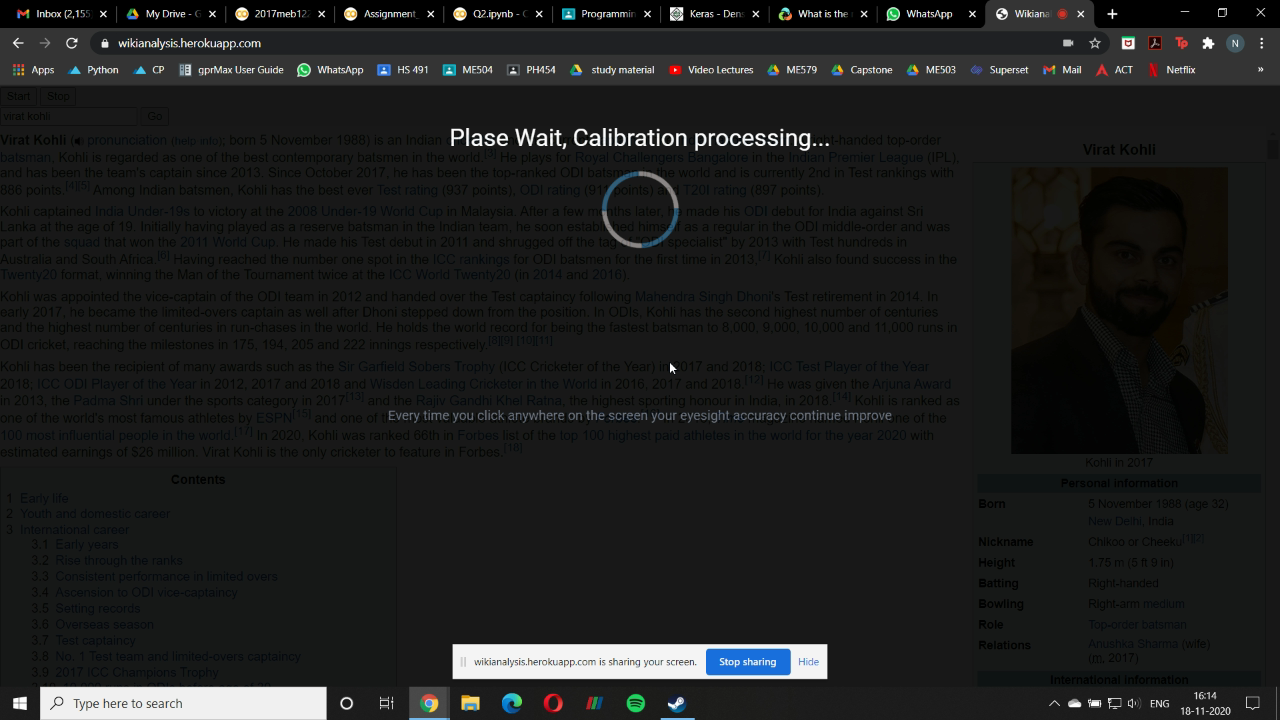 Inbox (2,155
My Drive - G
2017meb122
Assignment_
Q2.ipynb - C
Programmin
Keras - Dens
What is the r
WhatsApp
Wikianal
wikianalysis.herokuapp.com
N
Apps
Python
CP
gprMax User Guide
WhatsApp
HS 491
ME504
PH454
study material
Video Lectures
ME579
Capstone
ME503
Superset
Mail
ACT
Netflix
»
Start Stop
virat kohli Go
Plase Wait, Calibration processing...
Every time you click anywhere on the screen your eyesight accuracy continue improve
Virat Kohli ( pronunciation (help·info); born 5 November 1988) is an Indian right-handed top-order
batsman. Kohli is regarded as one of the best contemporary batsmen in the world.[3] He plays for Royal Challengers Bangalore in the Indian Premier League (IPL),
and has been the team's captain since 2013. Since October 2017, he has been the top-ranked ODI batsman in the world and is currently 2nd in Test rankings with
886 points.[4][5] Among Indian batsmen, Kohli has the best ever Test rating (937 points), ODI rating (911 points) and T20I rating (897 points).
Kohli captained India Under-19s to victory at the 2008 Under-19 World Cup in Malaysia. After a few months later, he made his ODI debut for India against Sri
Lanka at the age of 19. Initially having played as a reserve batsman in the Indian team, he soon established himself as a regular in the ODI middle-order and was
part of the squad that won the 2011 World Cup. He made his Test debut in 2011 and shrugged off the tag of "ODI specialist" by 2013 with Test hundreds in
Australia and South Africa.[6] Having reached the number one spot in the ICC rankings for ODI batsmen for the first time in 2013,[7] Kohli also found success in the
Twenty20 format, winning the Man of the Tournament twice at the ICC World Twenty20 (in 2014 and 2016).
Kohli was appointed the vice-captain of the ODI team in 2012 and handed over the Test captaincy following Mahendra Singh Dhoni's Test retirement in 2014. In
early 2017, he became the limited-overs captain as well after Dhoni stepped down from the position. In ODIs, Kohli has the second highest number of centuries
and the highest number of centuries in run-chases in the world. He holds the world record for being the fastest batsman to 8,000, 9,000, 10,000 and 11,000 runs in
ODI cricket, reaching the milestones in 175, 194, 205 and 222 innings respectively.[8][9] [10][11]
Kohli has been the recipient of many awards such as the Sir Garfield Sobers Trophy (ICC Cricketer of the Year) in 2017 and 2018; ICC Test Player of the Year
2018; ICC ODI Player of the Year in 2012, 2017 and 2018 and Wisden Leading Cricketer in the World in 2016, 2017 and 2018.[12] He was given the Arjuna Award
in 2013, the Padma Shri under the sports category in 2017[13] and the Rajiv Gandhi Khel Ratna, the highest sporting honour in India, in 2018.[14] Kohli is ranked as
one of the world's most famous athletes by ESPN[15] and one of one of the
100 most influential people in the world.[17] In 2020, Kohli was ranked 66th in Forbes list of the top 100 highest paid athletes in the world for the year 2020 with
estimated earnings of $26 million. Virat Kohli is the only cricketer to feature in Forbes.[18]
Contents
1 Early life
2 Youth and domestic career
3 International career
3.1 Early years
3.2 Rise through the ranks
3.3 Consistent performance in limited overs
3.4 Ascension to ODI vice-captaincy
3.5 Setting records
3.6 Overseas season
3.7 Test captaincy
3.8 No. 1 Test team and limited-overs captaincy
3.9 2017 ICC Champions Trophy
Virat Kohli
Kohli in 2017
Personal information
Born 5 November 1988 (age 32)
New Delhi, India
Nickname Chikoo or Cheeku[1][2]
Height 1.75 m (5 ft 9 in)
Batting Right-handed
Bowling Right-arm medium
Role Top-order batsman
Relations Anushka Sharma (wife)
(m. 2017)
International information
wikianalysis.herokuapp.com is sharing your screen. Stop sharing Hide
Type here to search
16:14
18-11-2020